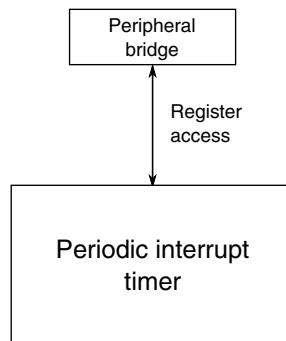 Peripheral
bridge
Register
access
Periodic interrupt
timer